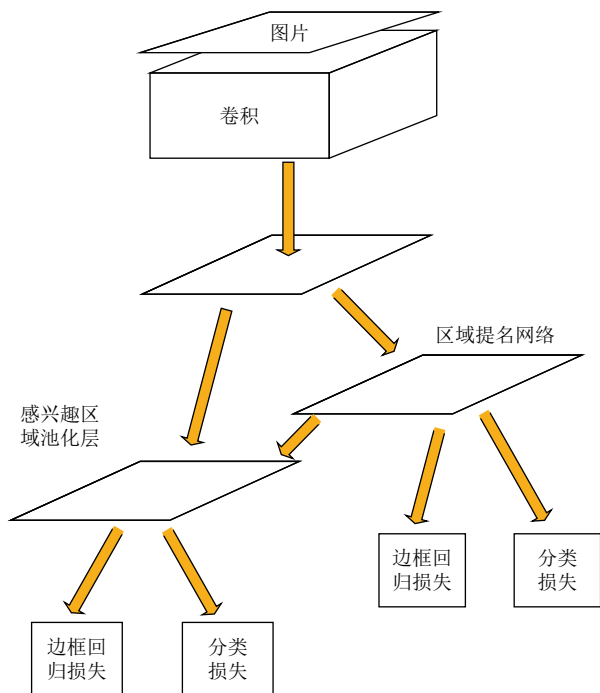 图片
卷积
区域提名网络
感兴趣区
域池化层
边框回
归损失
分类
损失
边框回
归损失
分类
损失